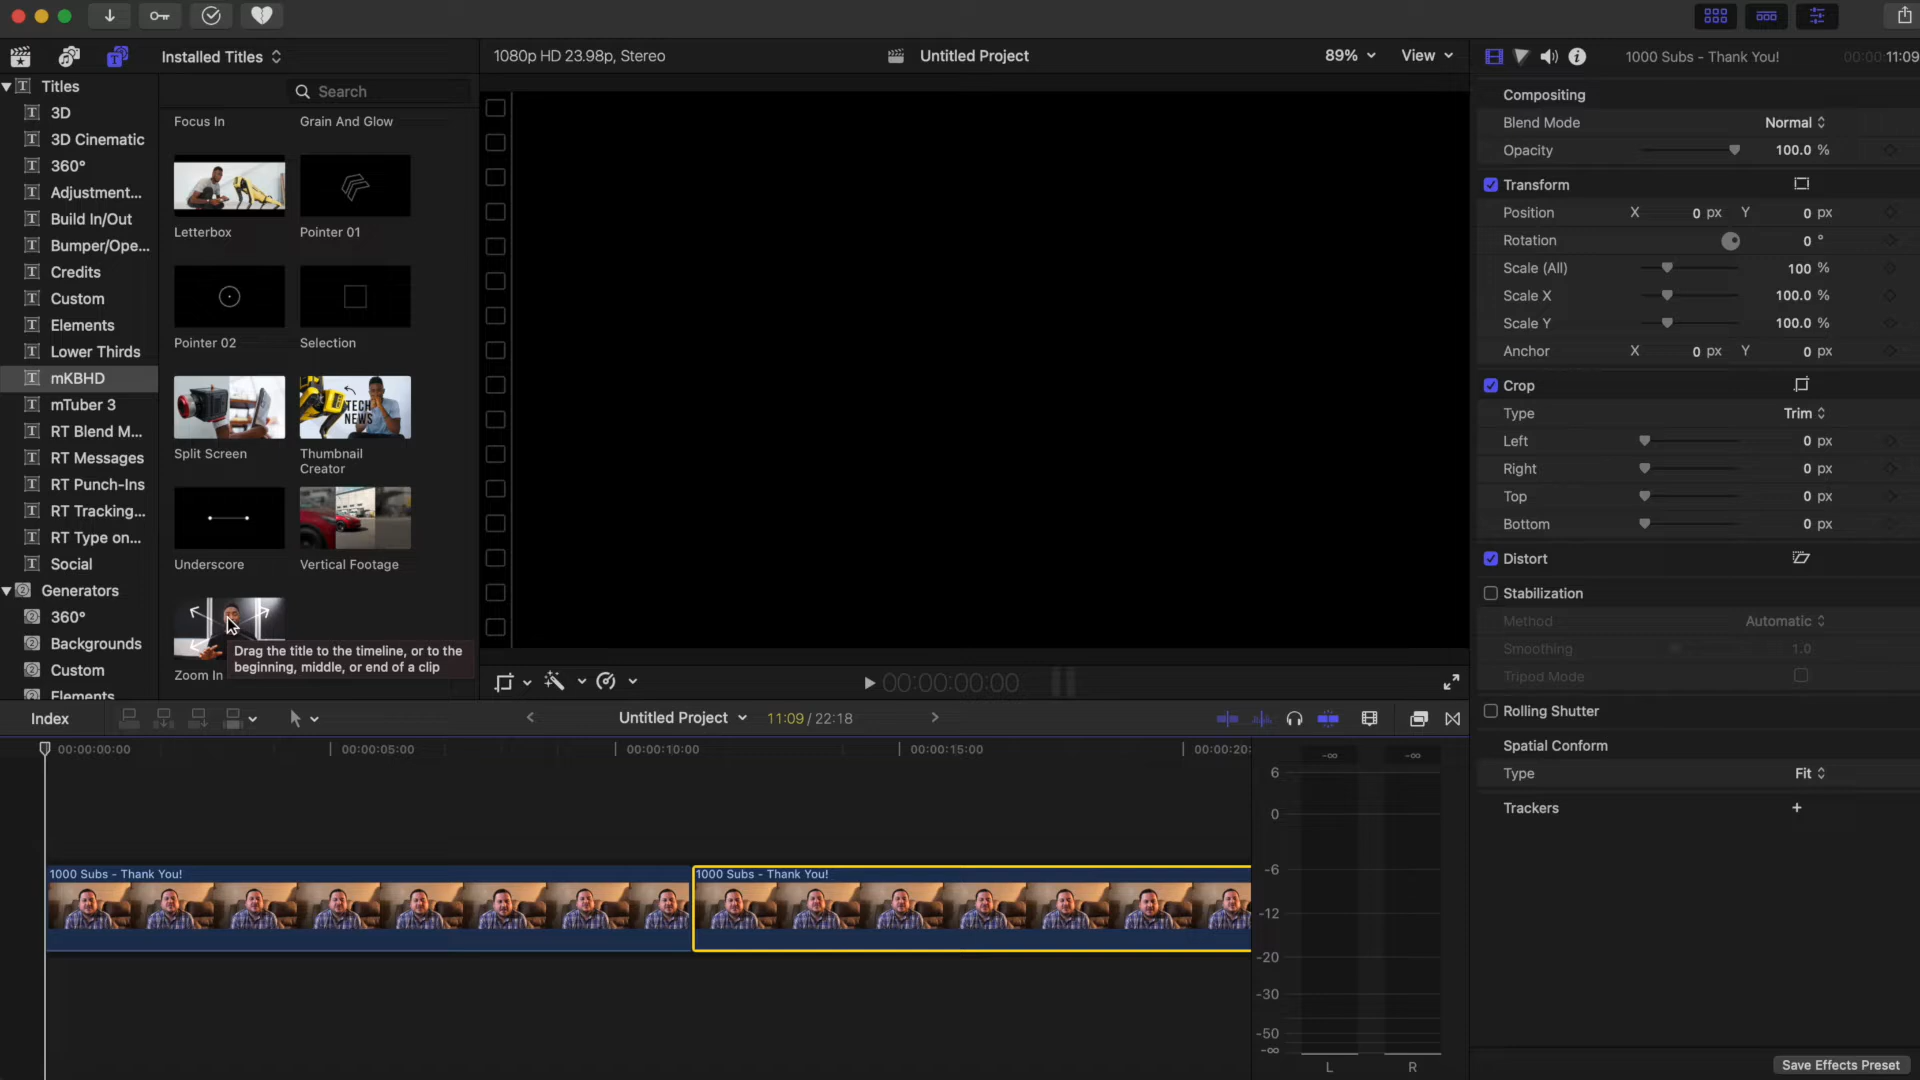 Installed Titles
1080p HD 23.98p, Stereo
Untitled Project
89%
View
1000 Subs - Thank You!
00:00:11:09
Titles
3D
3D Cinematic
360°
Adjustment...
Build In/Out
Bumper/Ope...
Credits
Custom
Elements
Lower Thirds
mKBHD
mTuber 3
RT Blend M...
RT Messages
RT Punch-Ins
RT Tracking...
RT Type on...
Social
Generators
360°
Backgrounds
Custom
Elements
Search
Focus In
Grain And Glow
Letterbox
Pointer 01
Pointer 02
Selection
TECH
NEWS
Split Screen
Thumbnail
Creator
Underscore
Vertical Footage
Zoom In
Drag the title to the timeline, or to the
beginning, middle, or end of a clip
Compositing
Blend Mode Normal
Opacity 100.0 %
Transform
Position X 0 px Y 0 px
Rotation 0 °
Scale (All) 100 %
Scale X 100.0 %
Scale Y 100.0 %
Anchor X 0 px Y 0 px
Crop
Type Trim
Left 0 px
Right 0 px
Top 0 px
Bottom 0 px
Distort
Stabilization
Method Automatic
Smoothing 1.0
Tripod Mode
Rolling Shutter
Spatial Conform
Type Fit
Trackers +
Save Effects Preset
00:00:00:00
Index
Untitled Project
11:09 / 22:18
00:00:00:00
00:00:05:00
00:00:10:00
00:00:15:00
00:00:20:
1000 Subs - Thank You!
1000 Subs - Thank You!
-∞
-∞
6
0
-6
-12
-20
-30
-50
-∞
L
R